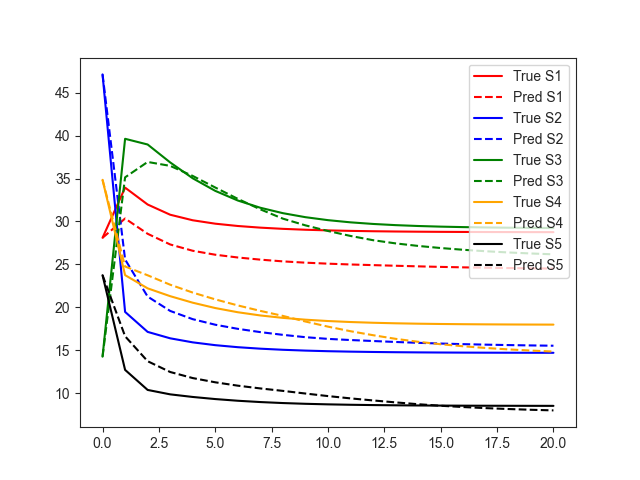 True S1
Pred S1
True S2
Pred S2
True S3
Pred S3
True S4
Pred S4
True S5
Pred S5
45
40
35
30
25
20
15
10
0.0 2.5 5.0 7.5 10.0 12.5 15.0 17.5 20.0